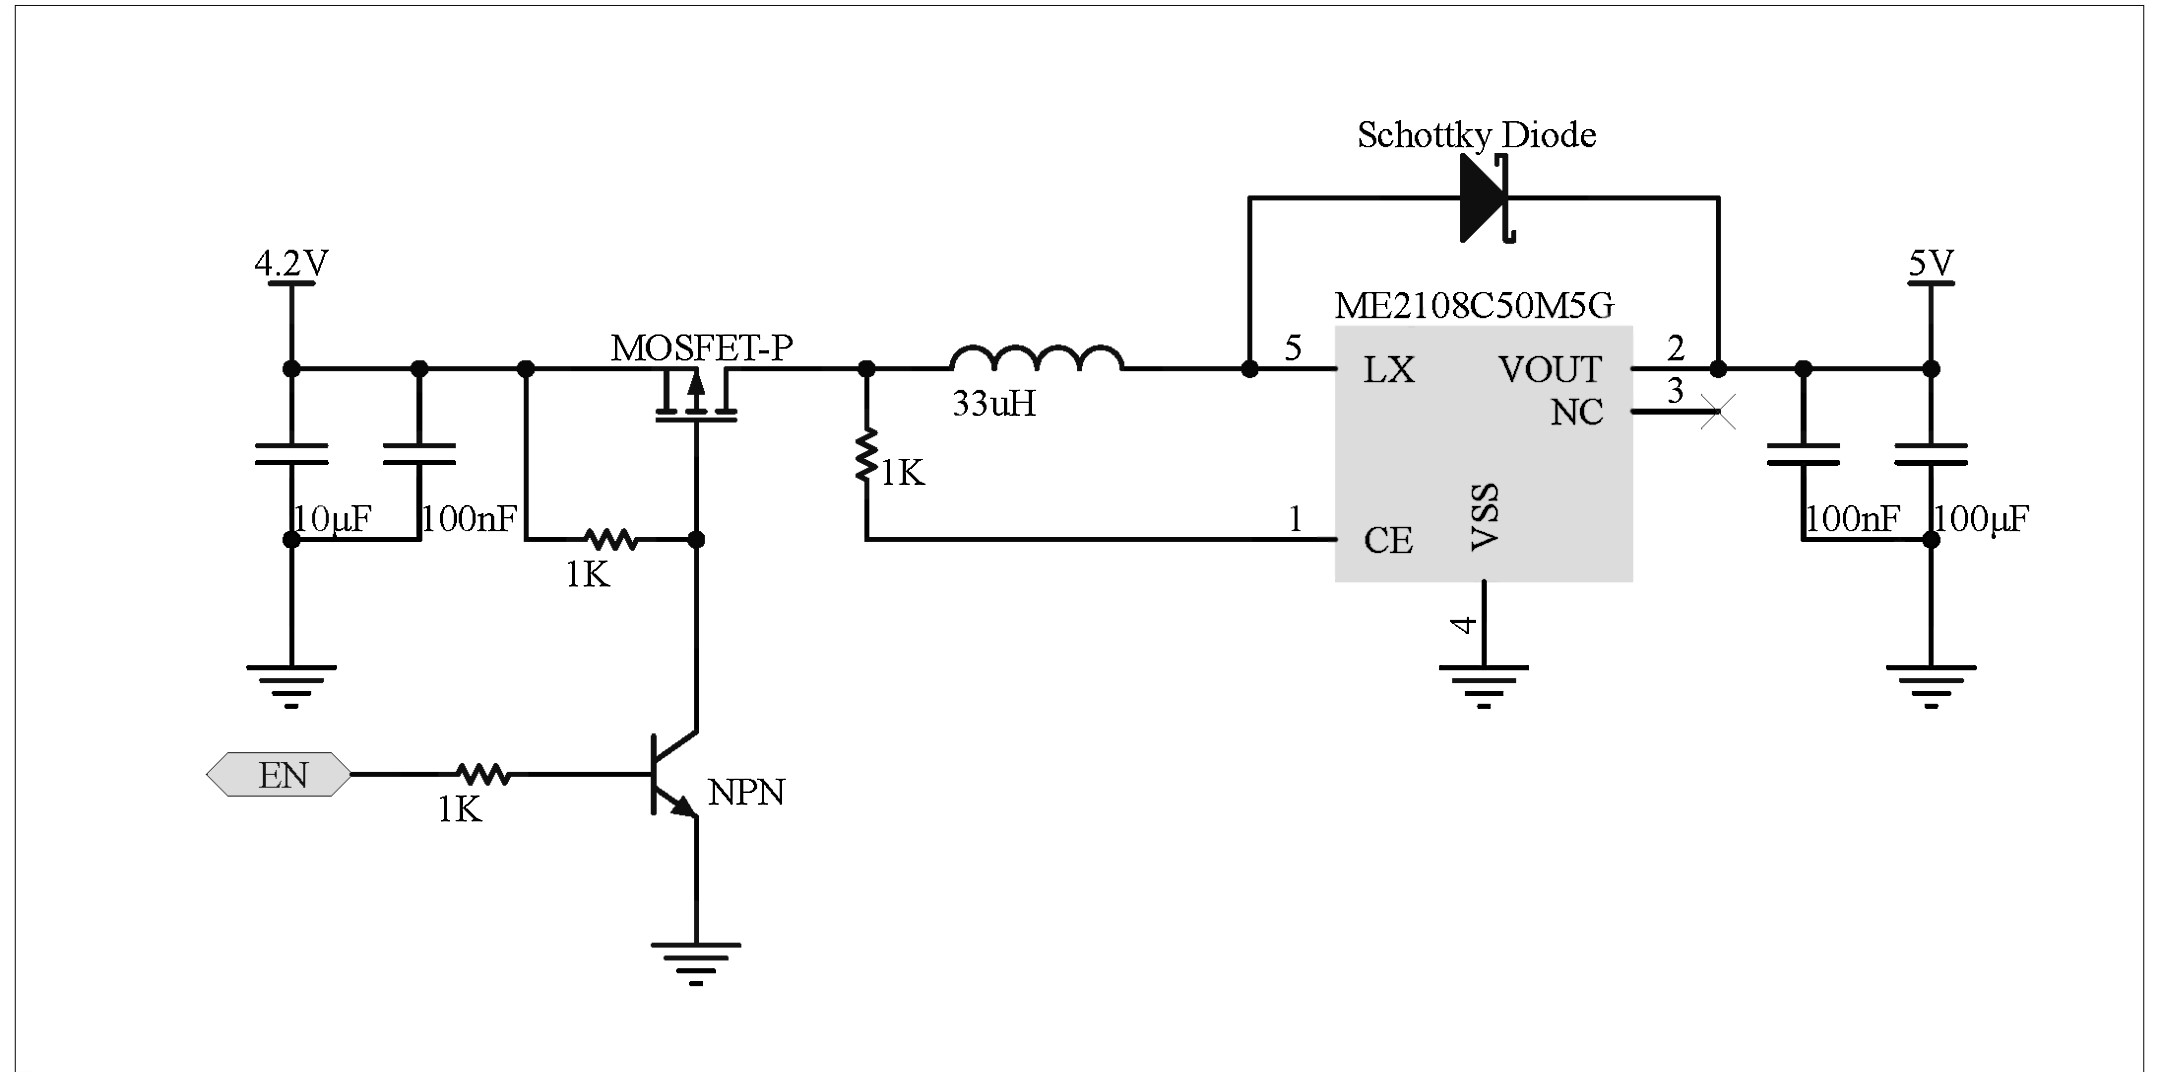 Schottky Diode
4.2V
5V
ME2108C50M5G
MOSFET-P
5
LX
VOUT
2
3
NC
33uH
1K
10μF
100nF
1
CE
VSS
100nF
100μF
1K
4
EN
1K
NPN